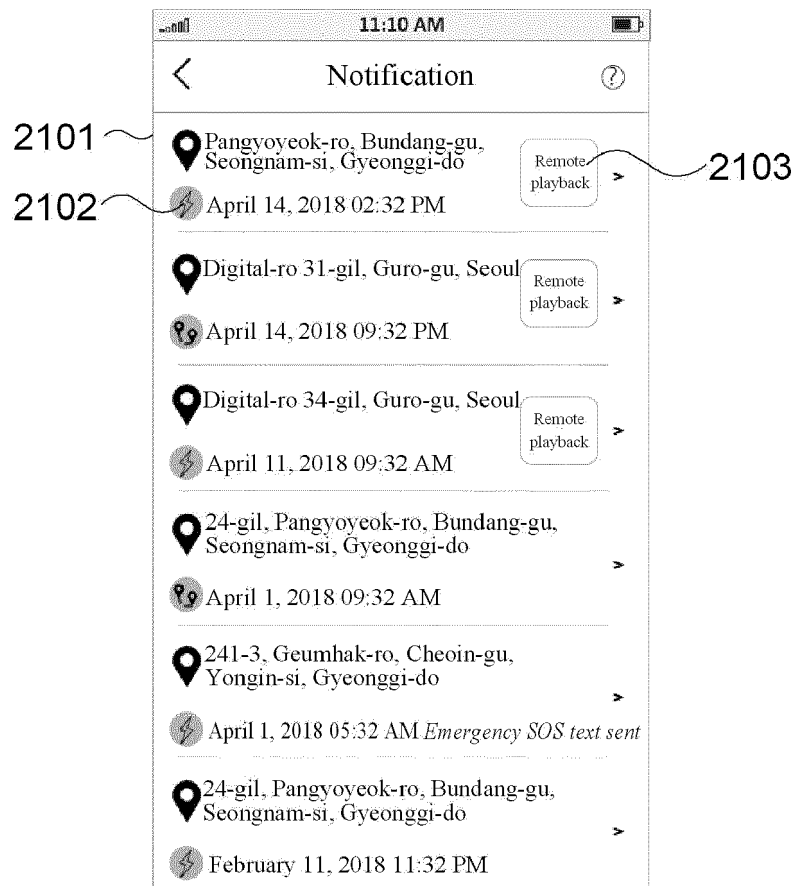 11:10 AM
Notification
?
2101
Pangyoyeok-ro, Bundang-gu,
Seongnam-si, Gyeonggi-do
Remote
playback
>
2103
2102
April 14, 2018 02:32 PM
Digital-ro 31-gil, Guro-gu, Seoul
Remote
playback
>
April 14, 2018 09:32 PM
Digital-ro 34-gil, Guro-gu, Seoul
Remote
playback
>
April 11, 2018 09:32 AM
24-gil, Pangyoyeok-ro, Bundang-gu,
Seongnam-si, Gyeonggi-do
>
April 1, 2018 09:32 AM
241-3, Geumhak-ro, Cheoin-gu,
Yongin-si, Gyeonggi-do
>
April 1, 2018 05:32 AM Emergency SOS text sent
24-gil, Pangyoyeok-ro, Bundang-gu,
Seongnam-si, Gyeonggi-do
>
February 11, 2018 11:32 PM